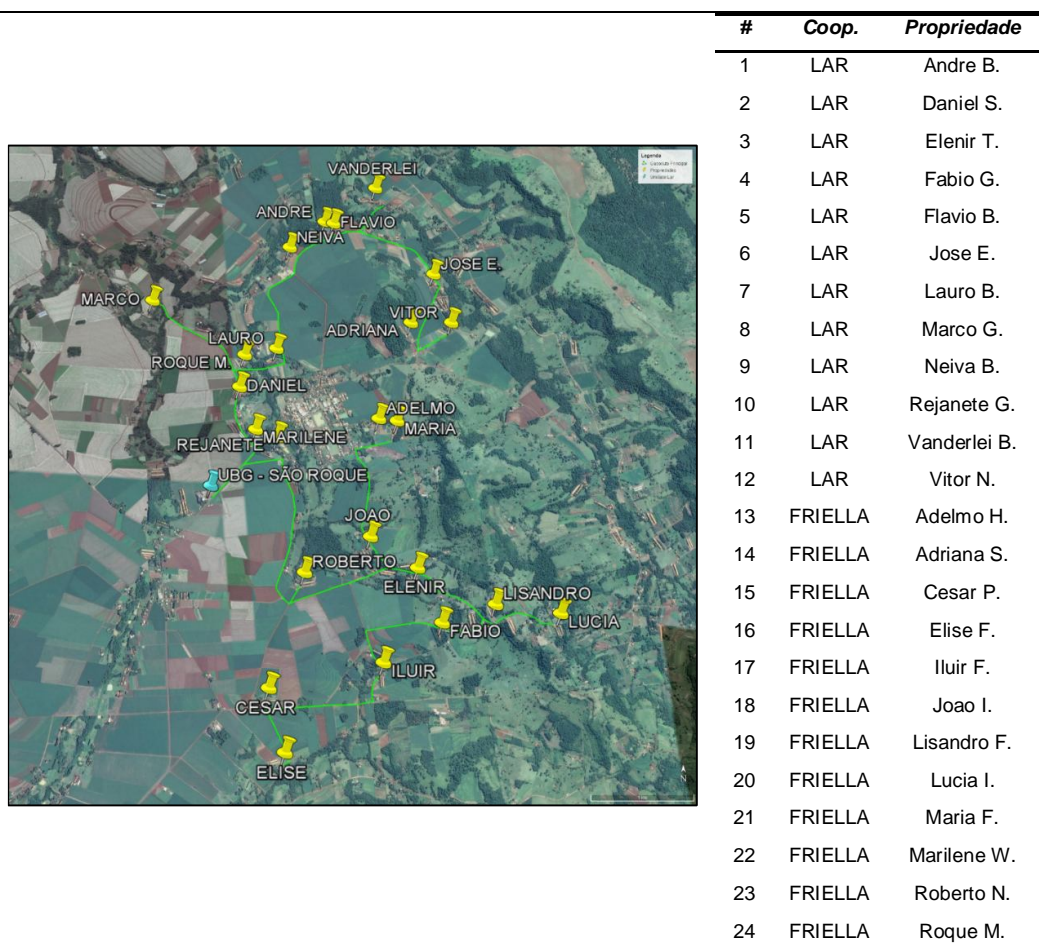 # Coop. Propriedade
1 LAR Andre B.
2 LAR Daniel S.
3 LAR Elenir T.
4 LAR Fabio G.
5 LAR Flavio B.
6 LAR Jose E.
7 LAR Lauro B.
8 LAR Marco G.
9 LAR Neiva B.
10 LAR Rejanete G.
11 LAR Vanderlei B.
12 LAR Vitor N.
13 FRIELLA Adelmo H.
14 FRIELLA Adriana S.
15 FRIELLA Cesar P.
16 FRIELLA Elise F.
17 FRIELLA Iluir F.
18 FRIELLA Joao I.
19 FRIELLA Lisandro F.
20 FRIELLA Lucia I.
21 FRIELLA Maria F.
22 FRIELLA Marilene W.
23 FRIELLA Roberto N.
24 FRIELLA Roque M.
VANDERLEI
ANDRE
FLAVIO
NEIVA
JOSE E.
MARCO
VITOR
ADRIANA
LAURO
ROQUE M.
DANIEL
ADELMO
MARIA
REJANETE
MARILENE
UBG - SÃO ROQUE
JOAO
ROBERTO
ELENIR
LISANDRO
LUCIA
FABIO
ILUIR
CESAR
ELISE
Legenda
Propriedades